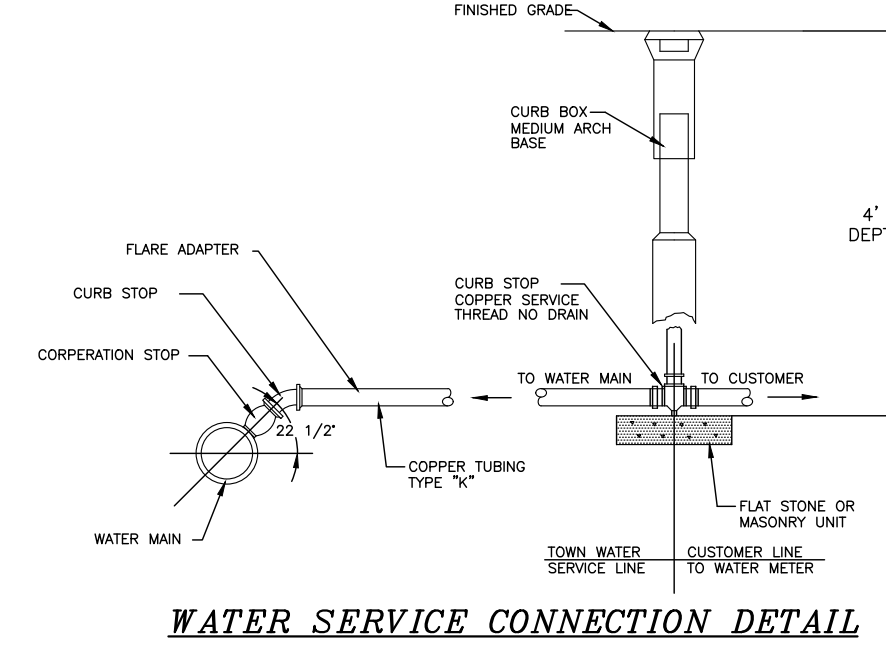 FINISHED GRADE
CURB BOX
MEDIUM ARCH
BASE
4'
FLARE ADAPTER
CURB STOP
CORPERATION STOP
CURB STOP
COPPER SERVICE
THREAD NO DRAIN
TO WATER MAIN
TO CUSTOMER
22 1/2°
COPPER TUBING
TYPE "K"
WATER MAIN
FLAT STONE OR
MASONRY UNIT
TOWN WATER
SERVICE LINE
CUSTOMER LINE
TO WATER METER
WATER SERVICE CONNECTION DETAIL